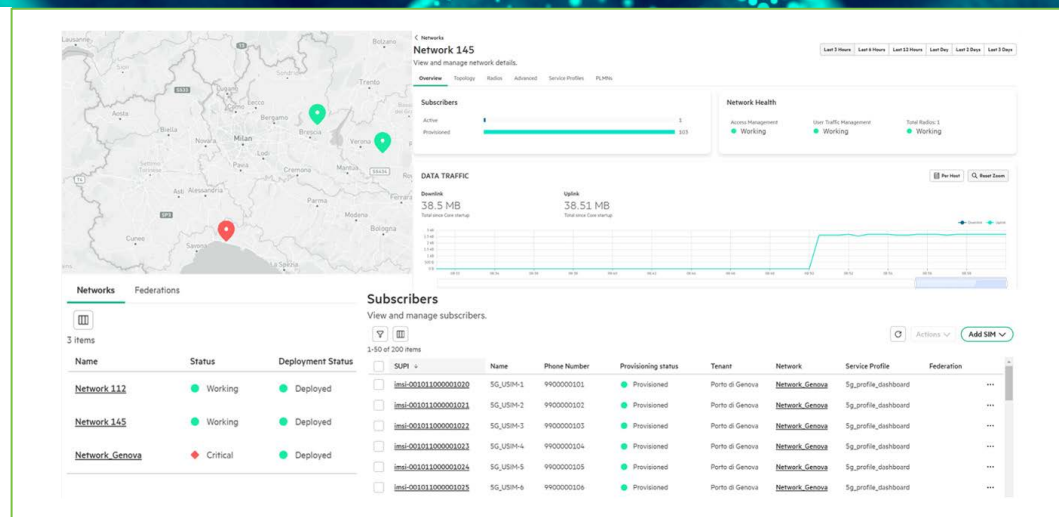 Lausanne
Bolzano
Sion
Sondrio
Trento
Lugano
Aosta
Como
Lecco
Bergamo
Biella
Brescia
Novara
Milan
Verona
Lodi
Pavia
Cremona
Mantua
Asti
Alessandria
Parma
Ferrara
Modena
Bologna
Cuneo
Savona
La Spezia
Networks
Network 145
View and manage network details.
Last 3 Hours Last 6 Hours Last 12 Hours Last Day Last 2 Days Last 3 Days
Overview Topology Radios Advanced Service Profiles PLMNs
Subscribers
Active 1
Provisioned 103
Network Health
Access Management User Traffic Management Total Radios: 1
Working Working Working
DATA TRAFFIC
Per Host Reset Zoom
Downlink Uplink
38.5 MB 38.51 MB
Total since Core startup Total since Core startup
Networks Federations
3 items
Name Status Deployment Status
Network 112 Working Deployed
Network 145 Working Deployed
Network_Genova Critical Deployed
Subscribers
View and manage subscribers.
Actions Add SIM
1-50 of 200 items
SUPI Name Phone Number Provisioning status Tenant Network Service Profile Federation
imsi-001011000001020 5G_USIM-1 9900000101 Provisioned Porto di Genova Network_Genova 5g_profile_dashboard
imsi-001011000001021 5G_USIM-2 9900000102 Provisioned Porto di Genova Network_Genova 5g_profile_dashboard
imsi-001011000001022 5G_USIM-3 9900000103 Provisioned Porto di Genova Network_Genova 5g_profile_dashboard
imsi-001011000001023 5G_USIM-4 9900000104 Provisioned Porto di Genova Network_Genova 5g_profile_dashboard
imsi-001011000001024 5G_USIM-5 9900000105 Provisioned Porto di Genova Network_Genova 5g_profile_dashboard
imsi-001011000001025 5G_USIM-6 9900000106 Provisioned Porto di Genova Network_Genova 5g_profile_dashboard